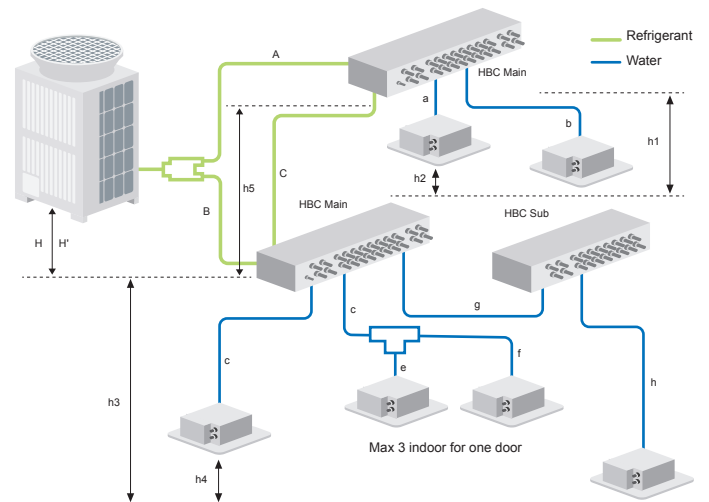 Refrigerant
Water
A
HBC Main
a
b
h1
h2
h5
C
B
HBC Main
HBC Sub
H
H'
g
c
f
e
c
h
h3
Max 3 indoor for one door
h4